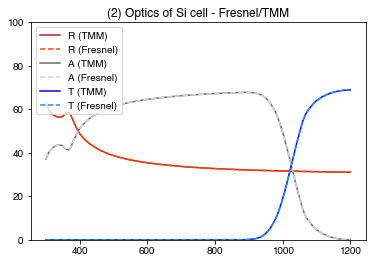 (2) Optics of Si cell - Fresnel/TMM
100
80
60
40
20
0
R (TMM)
R (Fresnel)
A (TMM)
A (Fresnel)
T (TMM)
T (Fresnel)
400
600
800
1000
1200